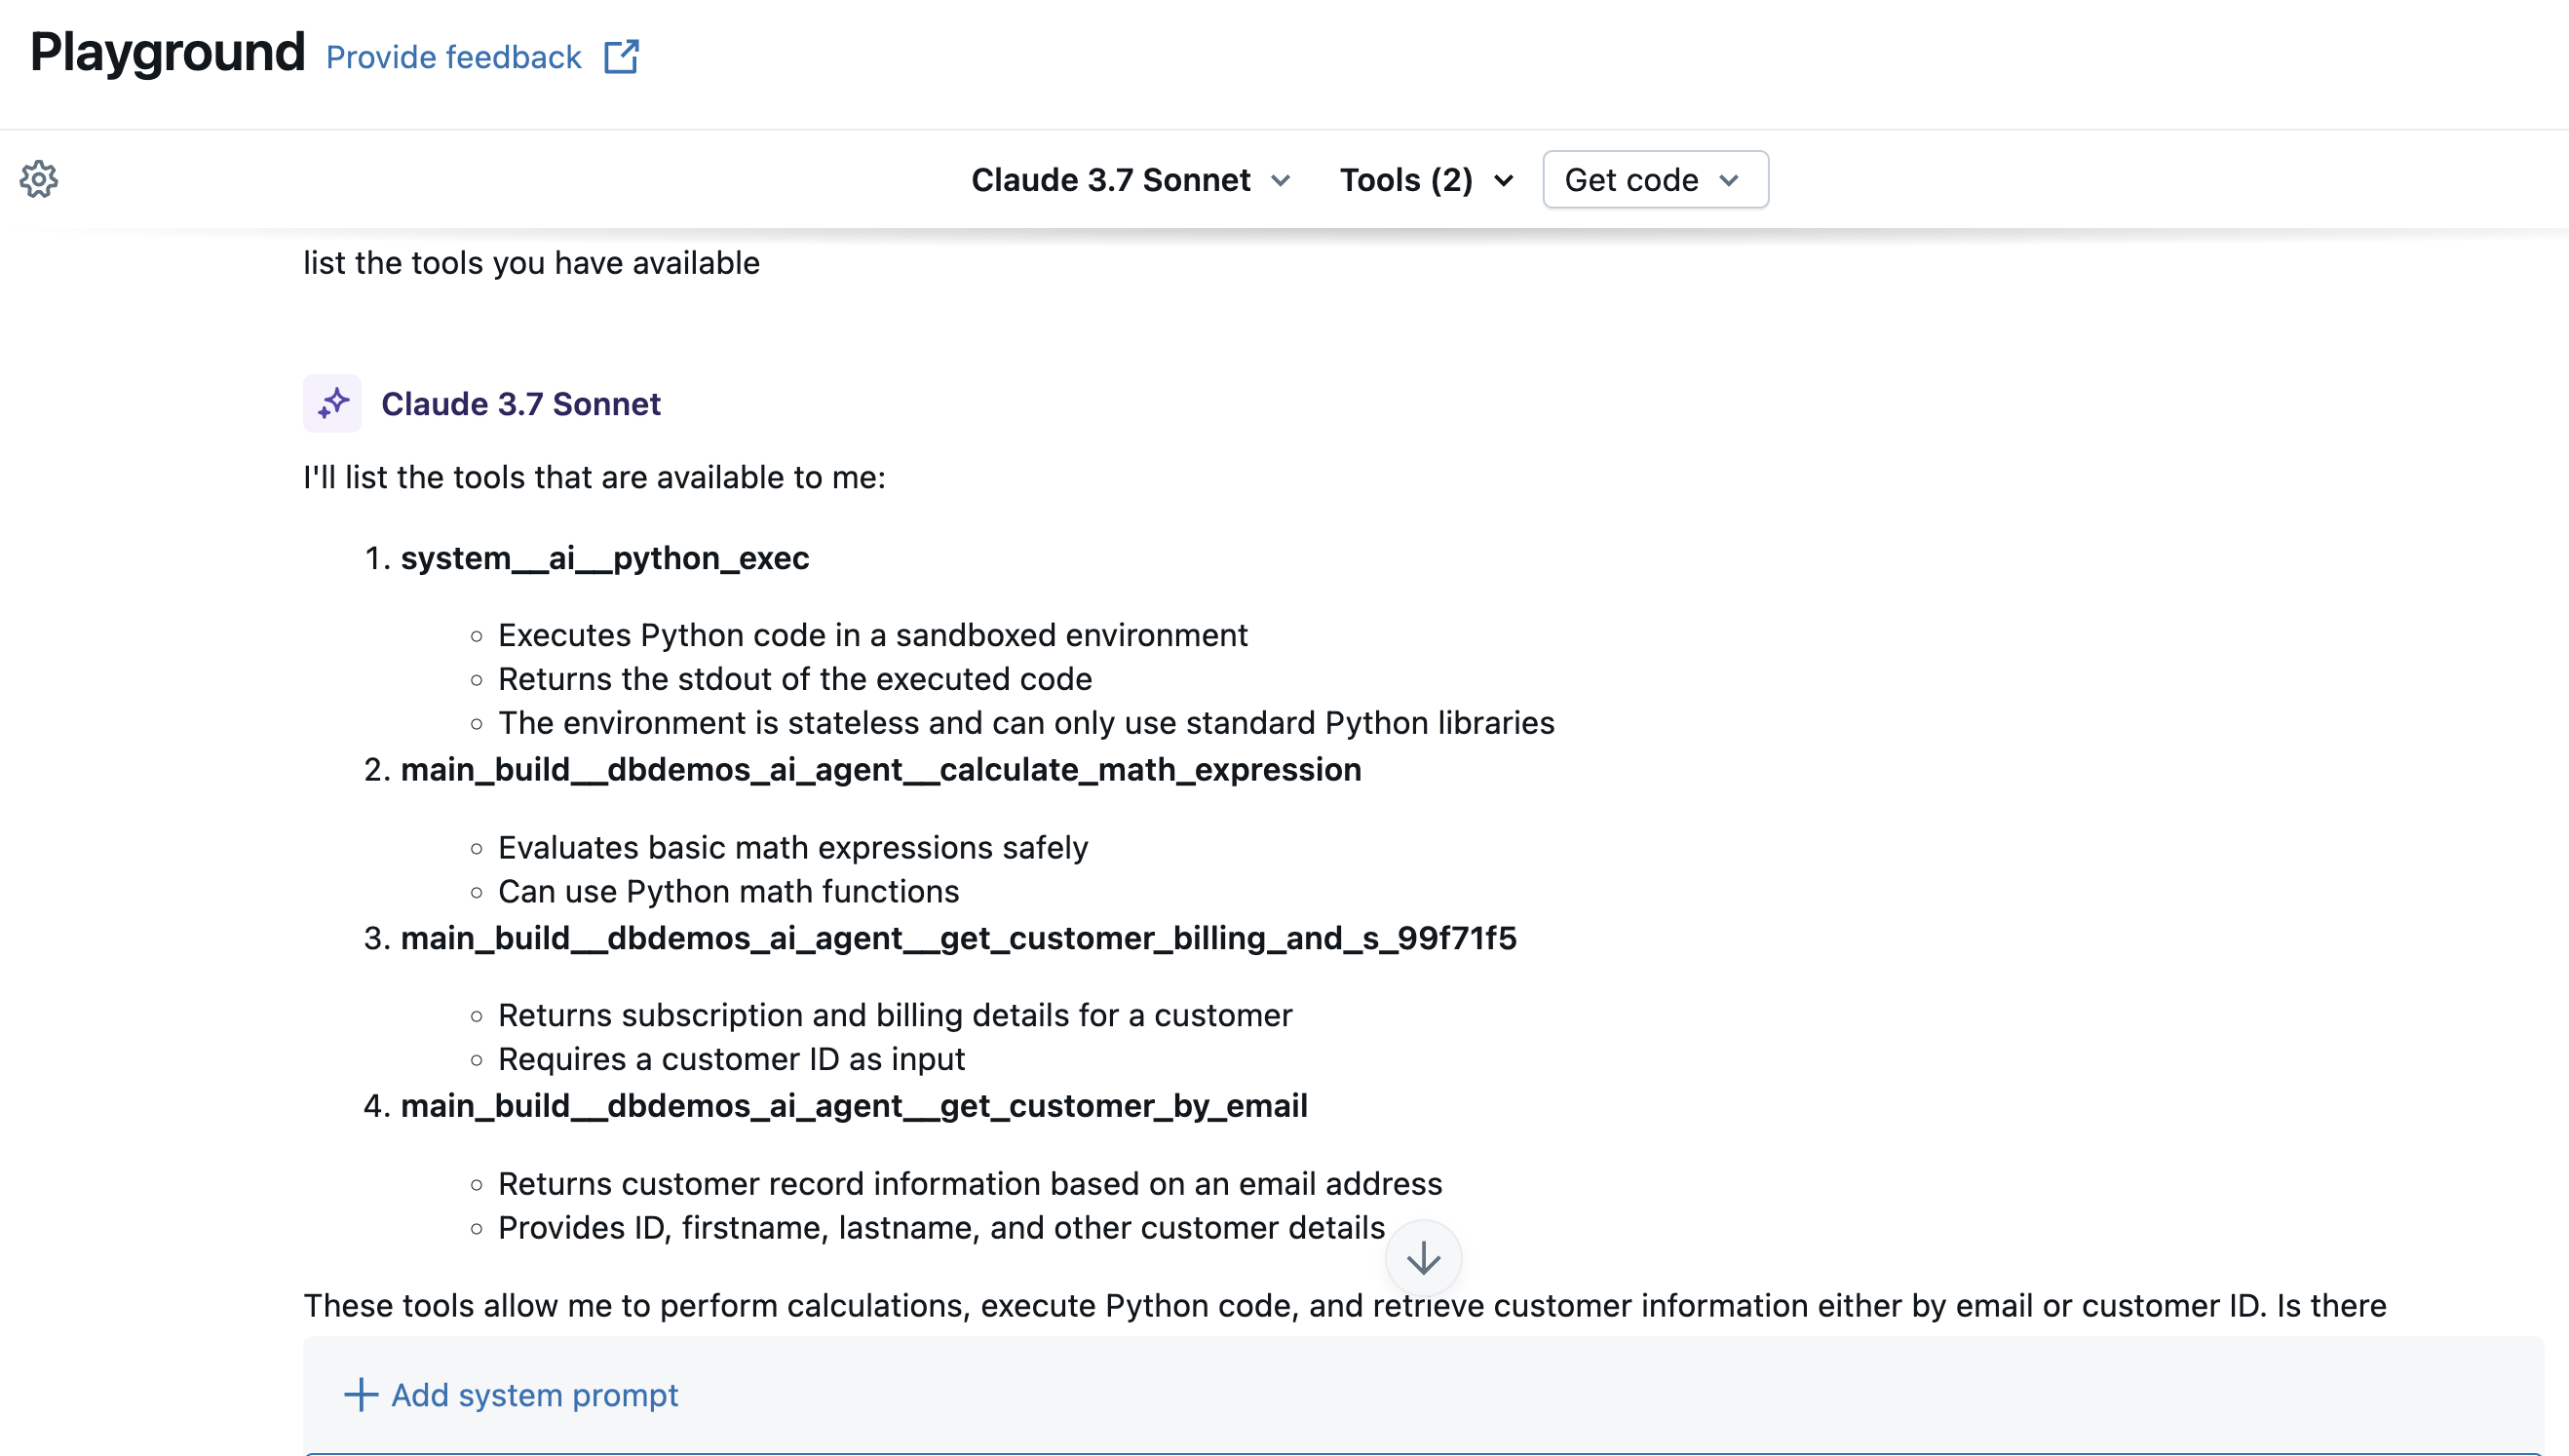 Playground Provide feedback
Claude 3.7 Sonnet Tools (2) Get code
list the tools you have available
Claude 3.7 Sonnet
I'll list the tools that are available to me:
1. system__ai__python_exec
Executes Python code in a sandboxed environment
Returns the stdout of the executed code
The environment is stateless and can only use standard Python libraries
2. main_build__dbdemos_ai_agent__calculate_math_expression
Evaluates basic math expressions safely
Can use Python math functions
3. main_build__dbdemos_ai_agent__get_customer_billing_and_s_99f71f5
Returns subscription and billing details for a customer
Requires a customer ID as input
4. main_build__dbdemos_ai_agent__get_customer_by_email
Returns customer record information based on an email address
Provides ID, firstname, lastname, and other customer details
These tools allow me to perform calculations, execute Python code, and retrieve customer information either by email or customer ID. Is there
Add system prompt